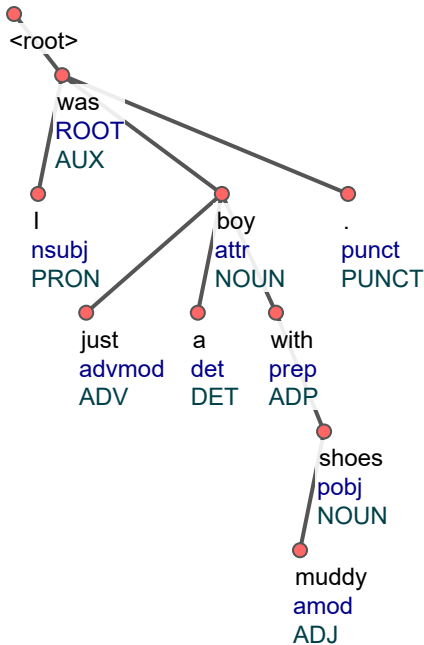 <root>
was
ROOT
AUX
I boy .
nsubj attr punct
PRON NOUN PUNCT
just a with
advmod det prep
ADV DET ADP
shoes
pobj
NOUN
muddy
amod
ADJ